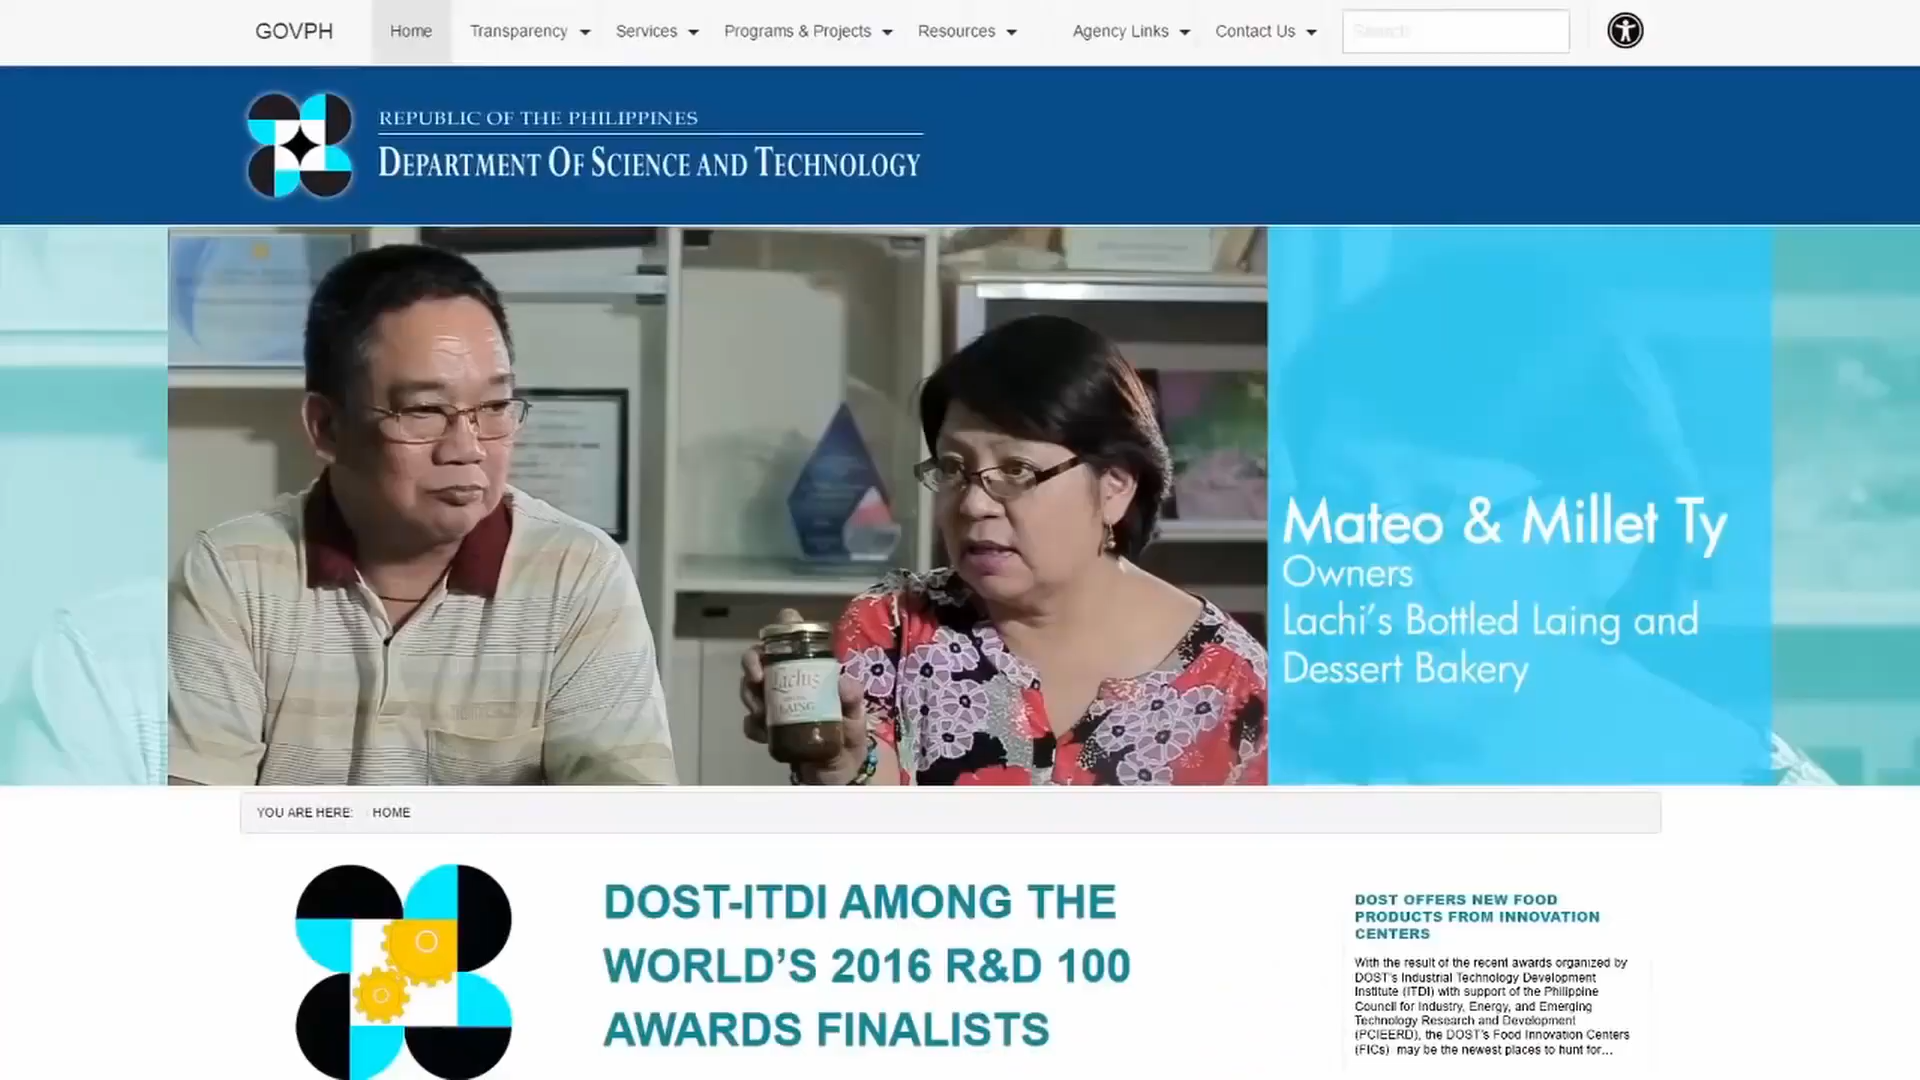 GOVPH
Home
Transparency
Services
Programs & Projects
Resources
Agency Links
Contact Us
Search
REPUBLIC OF THE PHILIPPINES
DEPARTMENT OF SCIENCE AND TECHNOLOGY
Mateo & Millet Ty
Owners
Lachi's Bottled Laing and
Dessert Bakery
Lachi's
LAING
YOU ARE HERE:
HOME
DOST-ITDI AMONG THE
WORLD'S 2016 R&D 100
AWARDS FINALISTS
DOST OFFERS NEW FOOD
PRODUCTS FROM INNOVATION
CENTERS
With the result of the recent awards organized by
DOST's Industrial Technology Development
Institute (ITDI) with support of the Philippine
Council for Industry, Energy, and Emerging
Technology Research and Development
(PCIEERD), the DOST's Food Innovation Centers
(FICs) may be the newest places to hunt for...